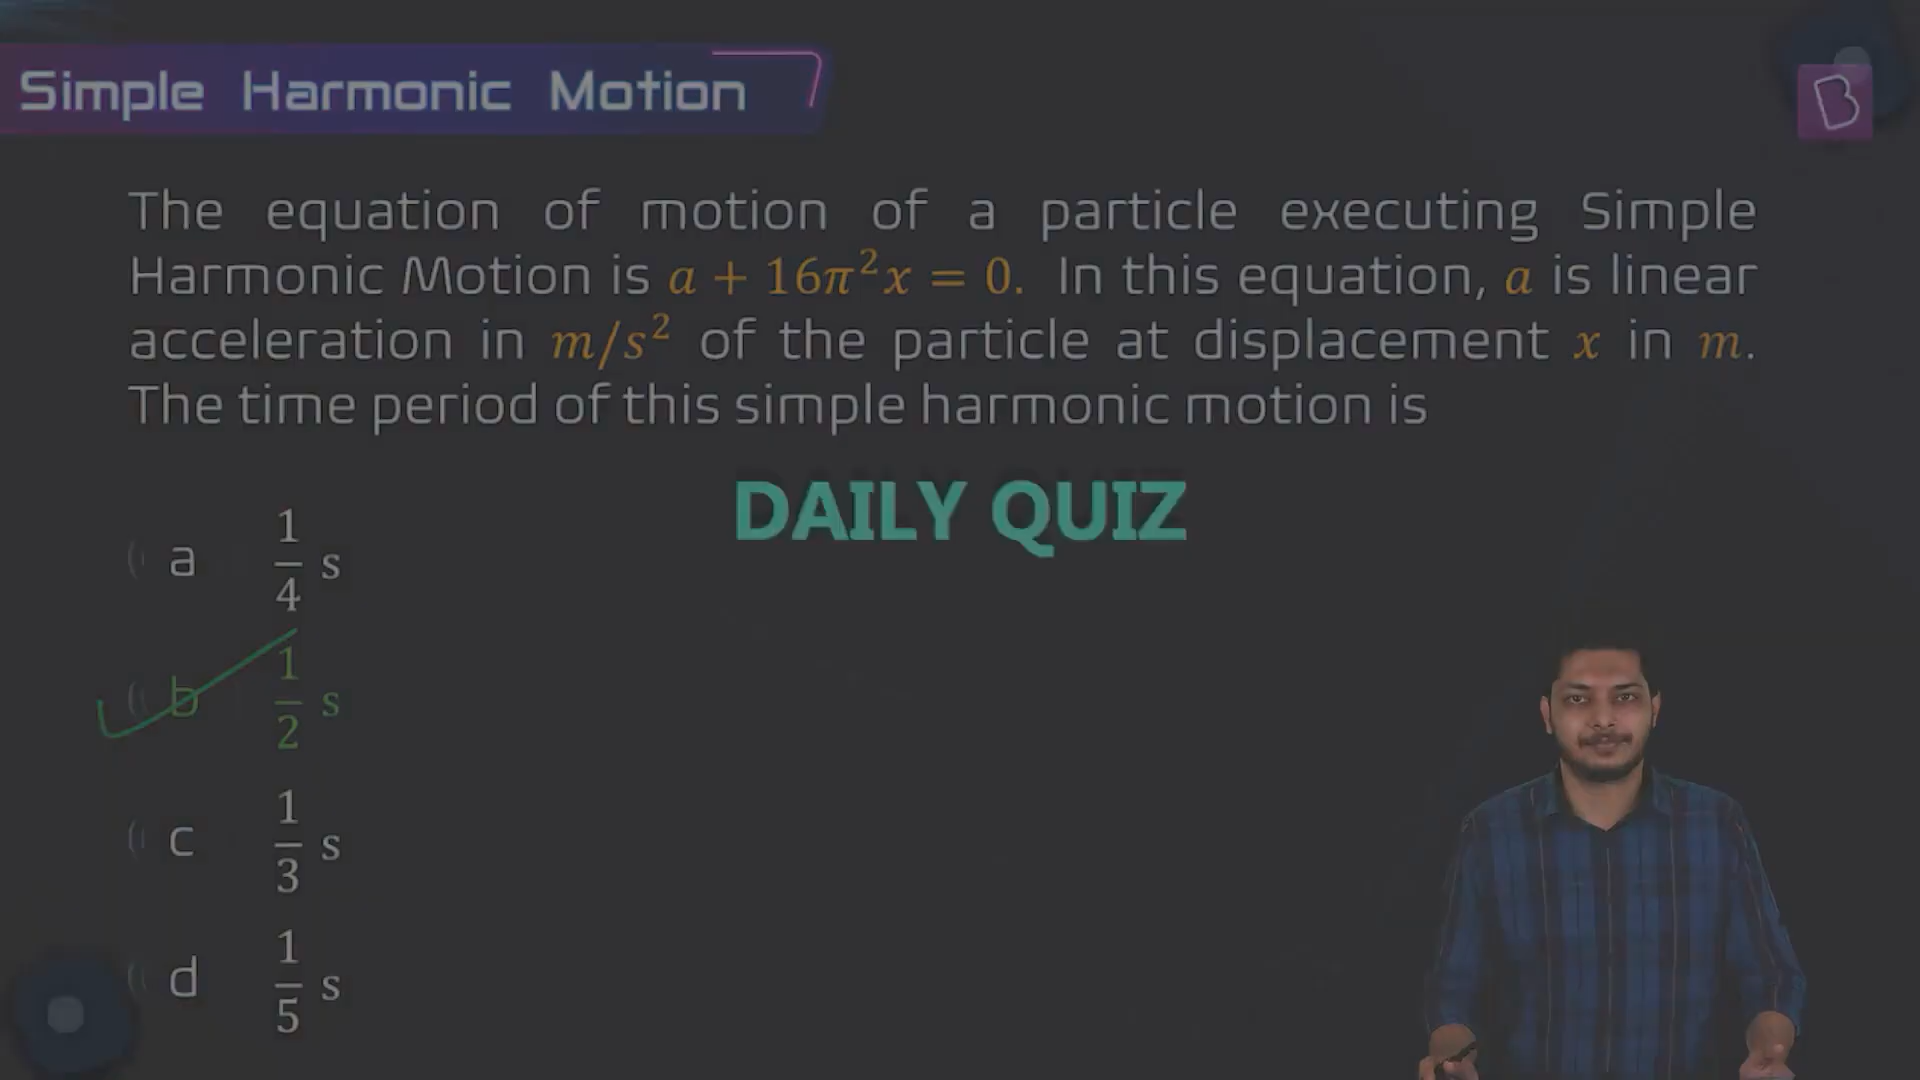 Simple Harmonic Motion
B
The equation of motion of a particle executing Simple
Harmonic Motion is a + 16π²x = 0. In this equation, a is linear
acceleration in m/s² of the particle at displacement x in m.
The time period of this simple harmonic motion is
DAILY QUIZ
a 1/4 s
b 1/2 s
c 1/3 s
d 1/5 s